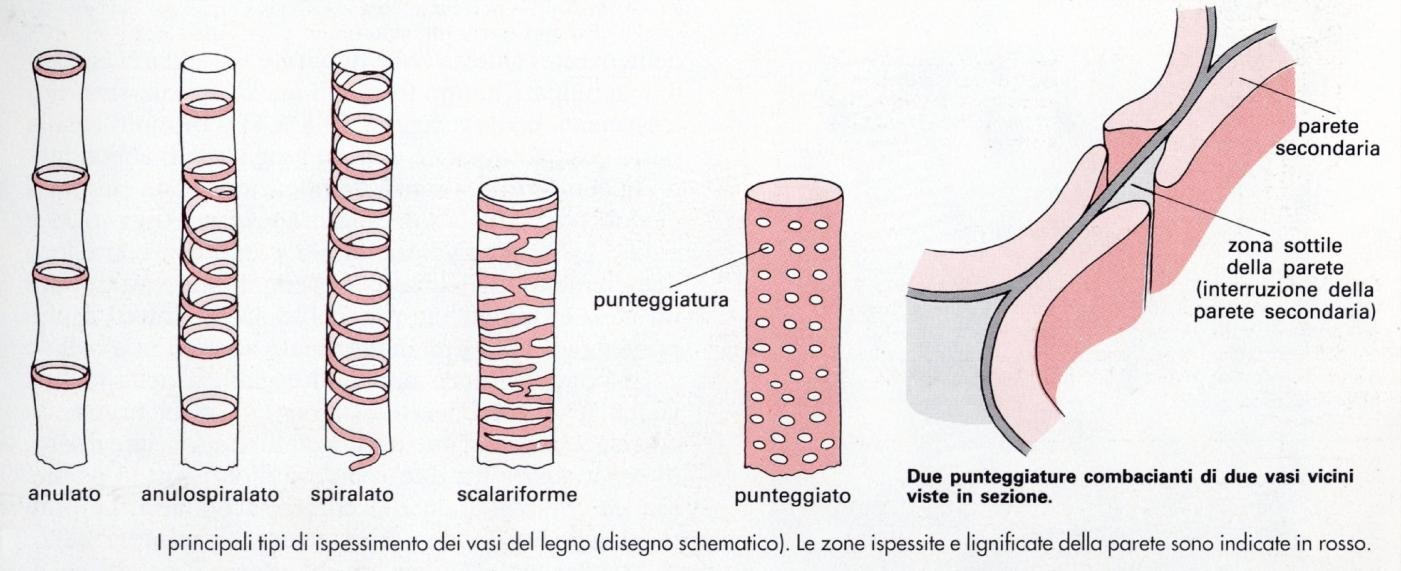 parete
secondaria
zona sottile
della parete
(interruzione della
parete secondaria)
punteggiatura
anulato
anulospiralato
spiralato
scalariforme
punteggiato
Due punteggiature combacianti di due vasi vicini
viste in sezione.
I principali tipi di ispessimento dei vasi del legno (disegno schematico). Le zone ispessite e lignificate della parete sono indicate in rosso.